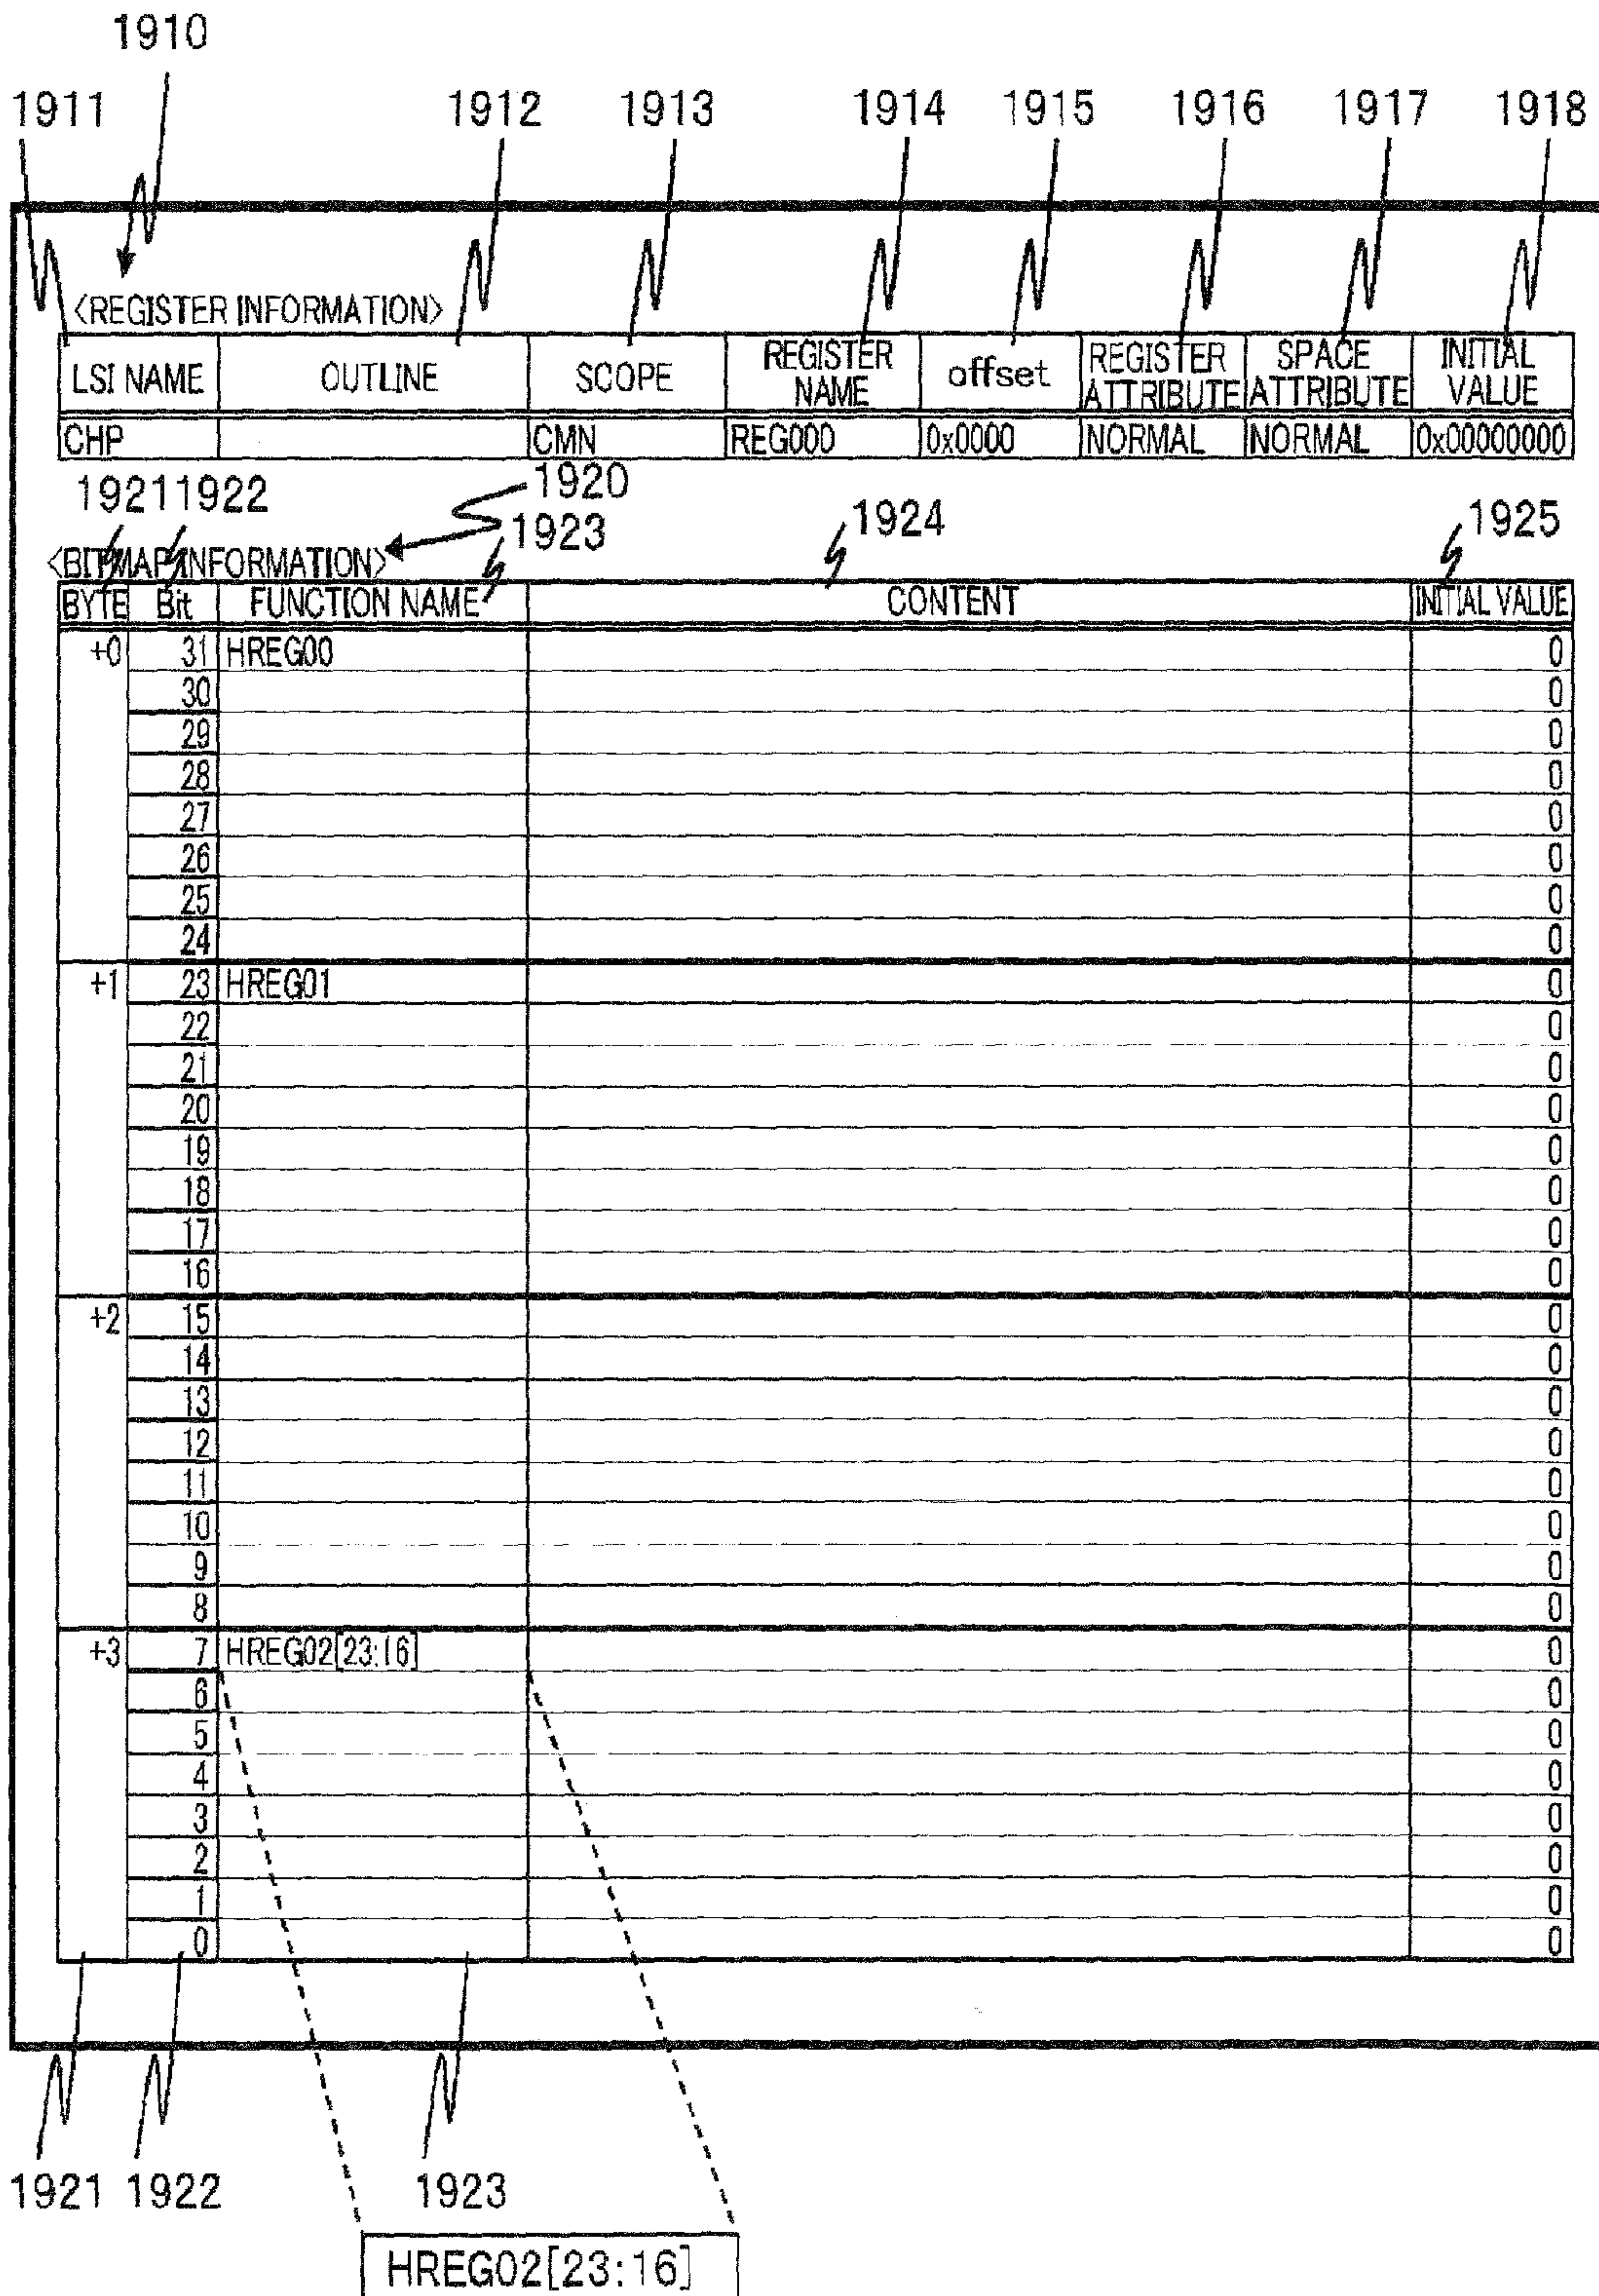 1910
1911 1912 1913 1914 1915 1916 1917 1918
<REGISTER INFORMATION>
LSI NAME OUTLINE SCOPE REGISTER NAME offset REGISTER ATTRIBUTE SPACE ATTRIBUTE INITIAL VALUE
CHP CMN REG000 0x0000 NORMAL NORMAL 0x00000000
1921 1922 1920
1923 1924 1925
<BITMAP INFORMATION>
BYTE Bit FUNCTION NAME CONTENT INITIAL VALUE
+0 31 HREG00 0
30 0
29 0
28 0
27 0
26 0
25 0
24 0
+1 23 HREG01 0
22 0
21 0
20 0
19 0
18 0
17 0
16 0
+2 15 0
14 0
13 0
12 0
11 0
10 0
9 0
8 0
+3 7 HREG02[23:16] 0
6 0
5 0
4 0
3 0
2 0
1 0
0 0
1921 1922 1923
HREG02[23:16]